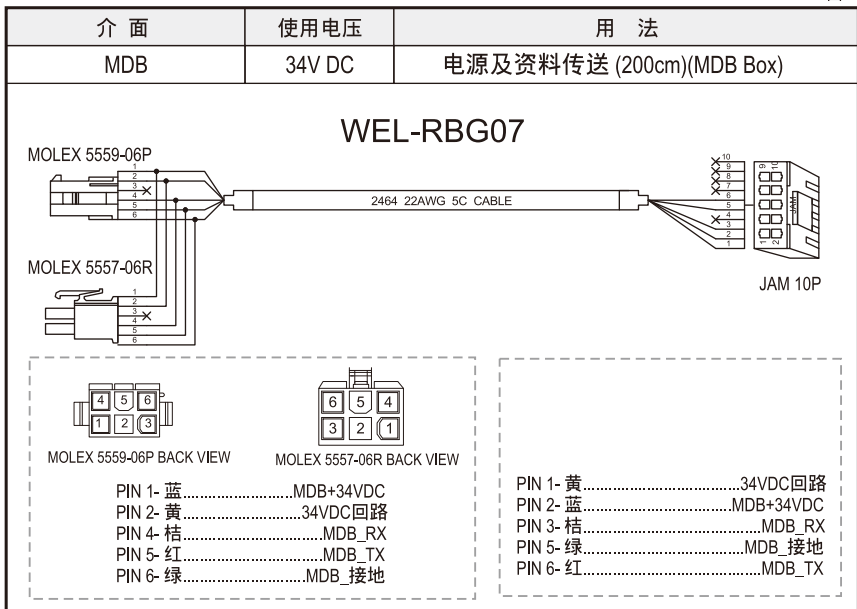 介 面 使用电压 用 法
MDB 34V DC 电源及资料传送 (200cm)(MDB Box)
WEL-RBG07
MOLEX 5559-06P
1
2
3
4
5
6
2464 22AWG 5C CABLE
10
9
8
7
6
5
4
3
2
1
9 10
JAM
1 2
JAM 10P
MOLEX 5557-06R
1
2
3
4
5
6
4 5 6
1 2 3
MOLEX 5559-06P BACK VIEW
6 5 4
3 2 1
MOLEX 5557-06R BACK VIEW
PIN 1- 蓝....................MDB+34VDC
PIN 2- 黄.....................34VDC回路
PIN 4- 桔.........................MDB_RX
PIN 5- 红.........................MDB_TX
PIN 6- 绿......................MDB_接地
PIN 1- 黄............................34VDC回路
PIN 2- 蓝...........................MDB+34VDC
PIN 3- 桔................................MDB_RX
PIN 5- 绿.............................MDB_接地
PIN 6- 红................................MDB_TX